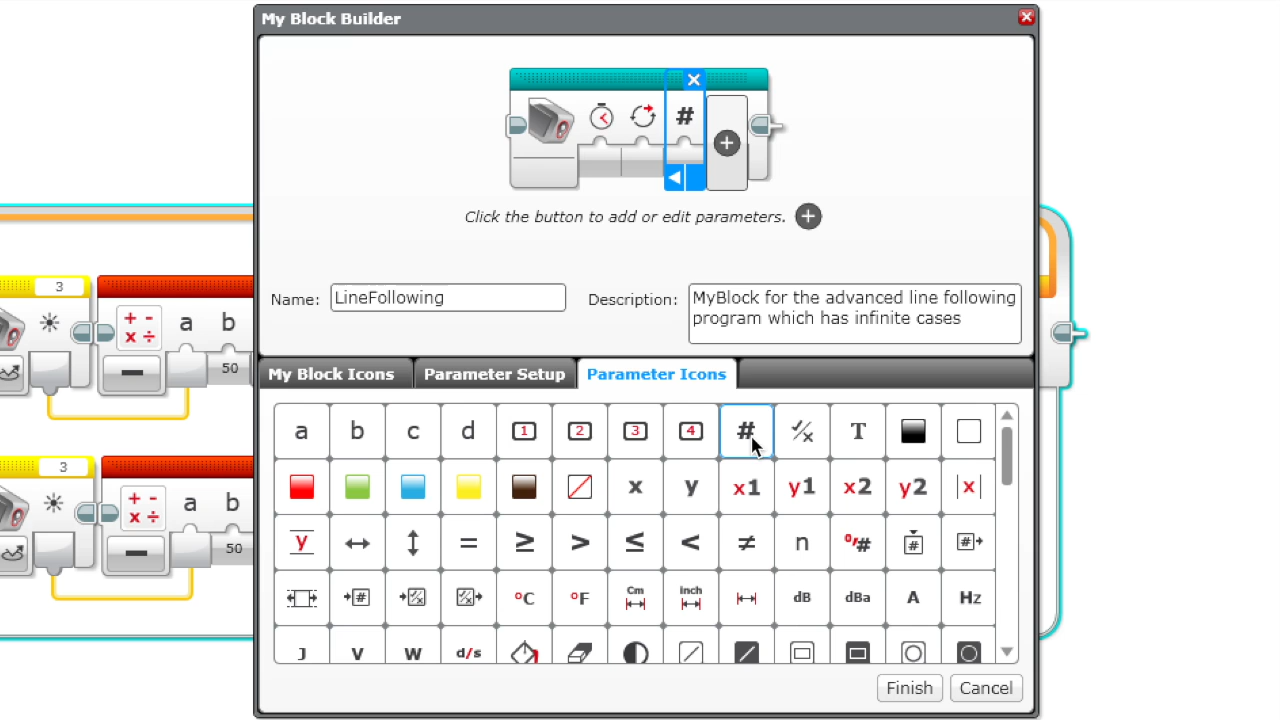 My Block Builder
#
Click the button to add or edit parameters.
Name: LineFollowing
Description: MyBlock for the advanced line following
program which has infinite cases
3
a b
50
3
a b
50
My Block Icons Parameter Setup Parameter Icons
a b c d 1 2 3 4 # T
x y x1 y1 x2 y2 |x|
y = ≥ > ≤ < ≠ n °′# # #
# °C °F Cm Inch dB dBa A Hz
J V W d/s
Finish Cancel